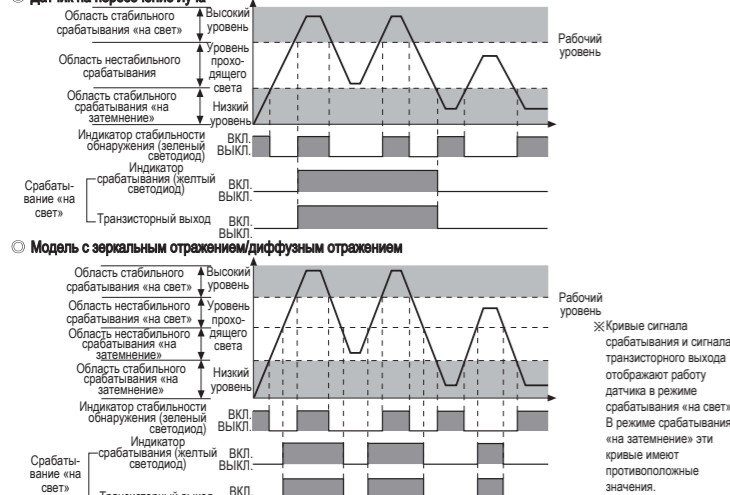 ◎ Датчик на пересечение луча
Область стабильного
срабатывания «на свет»
Высокий
уровень
Область нестабильного
срабатывания
Уровень
прохо-
дящего
света
Область стабильного
срабатывания «на
затемнение»
Низкий
уровень
Рабочий
уровень
Индикатор стабильности
обнаружения (зеленый
светодиод)
ВКЛ.
ВЫКЛ.
Срабаты-
вание «на
свет»
Индикатор
срабатывания (желтый
светодиод)
ВКЛ.
ВЫКЛ.
Транзисторный выход
ВКЛ.
ВЫКЛ.
◎ Модель с зеркальным отражением/диффузным отражением
Область стабильного
срабатывания «на свет»
Высокий
уровень
Область нестабильного
срабатывания «на свет»
Уровень
прохо-
дящего
света
Область нестабильного
срабатывания «на
затемнение»
Область стабильного
срабатывания «на
затемнение»
Низкий
уровень
Рабочий
уровень
Индикатор стабильности
обнаружения (зеленый
светодиод)
ВКЛ.
ВЫКЛ.
Срабаты-
вание «на
свет»
Индикатор
срабатывания (желтый
светодиод)
ВКЛ.
ВЫКЛ.
Транзисторный выход
ВКЛ.
※Кривые сигнала
срабатывания и сигнала
транзисторного выхода
отображают работу
датчика в режиме
срабатывания «на свет»
В режиме срабатывания
«на затемнение» эти
кривые имеют
противоположные
значения.